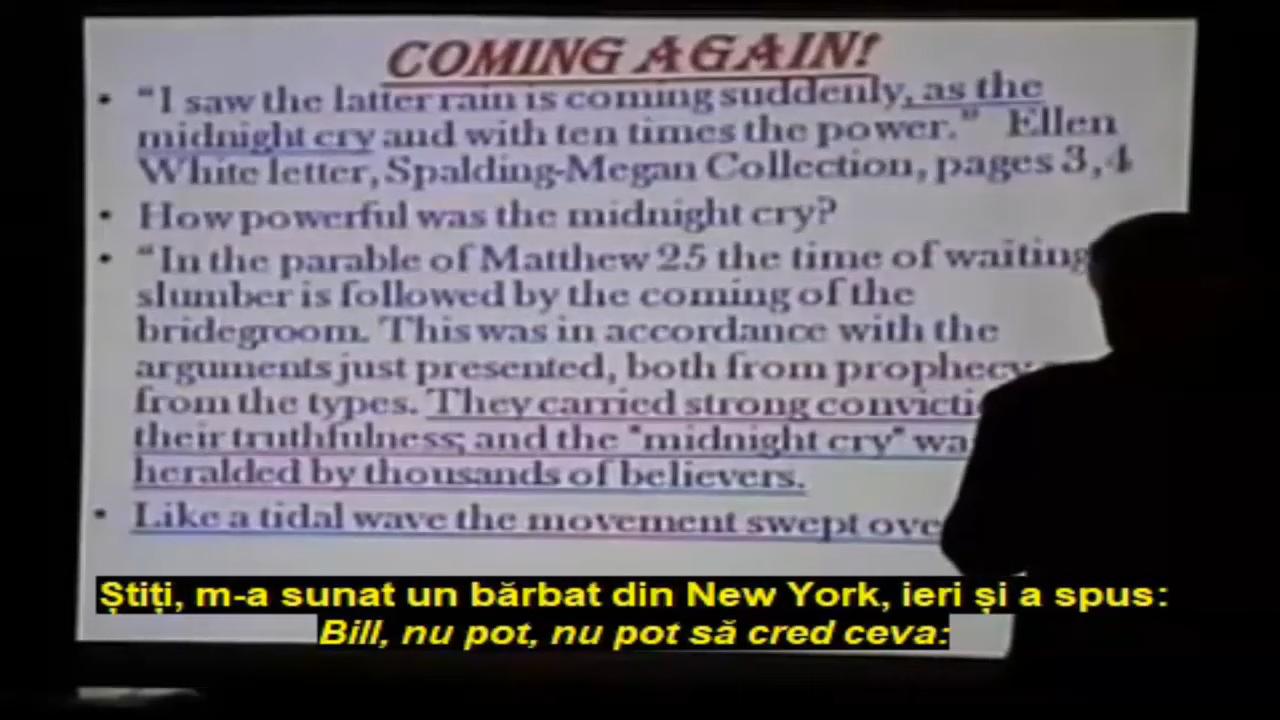 COMING AGAIN!
• "I saw the latter rain is coming suddenly, as the
midnight cry and with ten times the power." Ellen
White letter, Spalding-Megan Collection, pages 3,4
• How powerful was the midnight cry?
• "In the parable of Matthew 25 the time of waiting
slumber is followed by the coming of the
bridegroom. This was in accordance with the
arguments just presented, both from prophecy
from the types. They carried strong convicti
their truthfulness; and the "midnight cry" wa
heralded by thousands of believers.
• Like a tidal wave the movement swept ove
Știți, m-a sunat un bărbat din New York, ieri și a spus:
Bill, nu pot, nu pot să cred ceva: